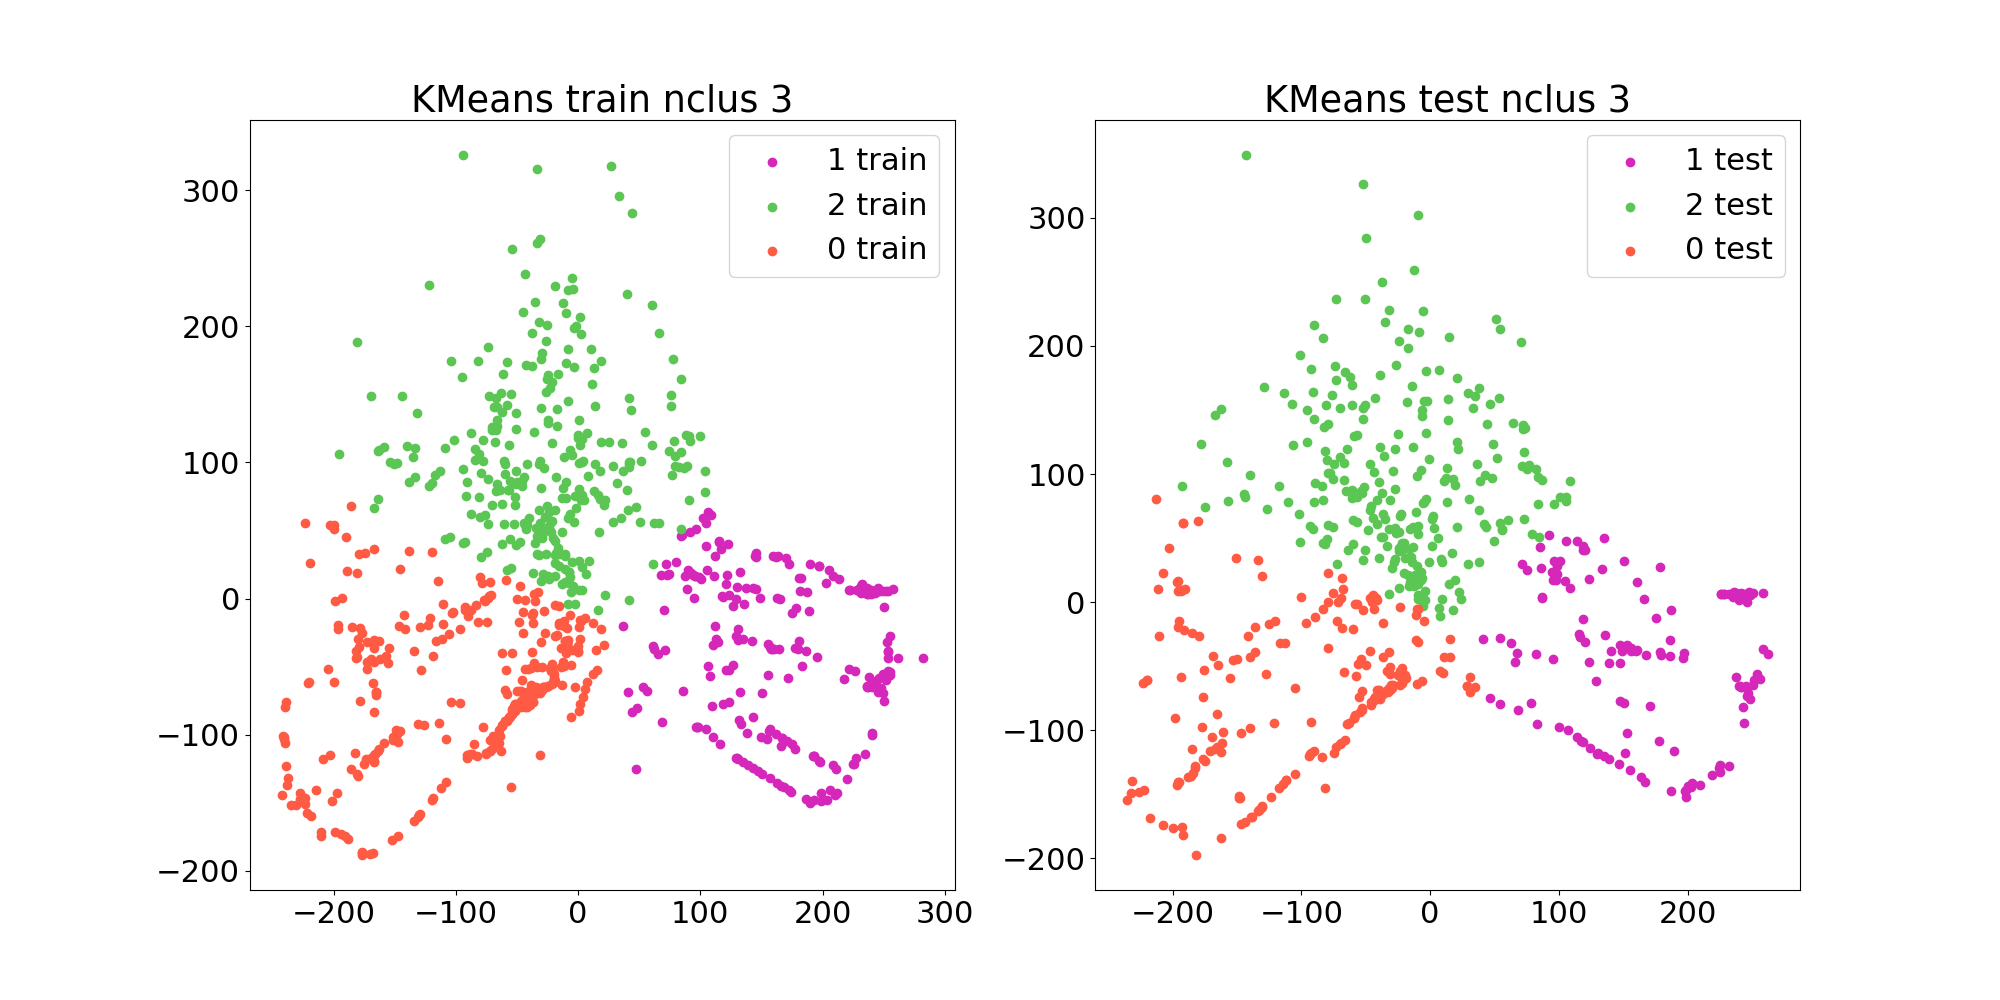 KMeans train nclus 3
1 train
2 train
0 train
300
200
100
0
−100
−200
−200 −100 0 100 200 300
KMeans test nclus 3
1 test
2 test
0 test
300
200
100
0
−100
−200
−200 −100 0 100 200